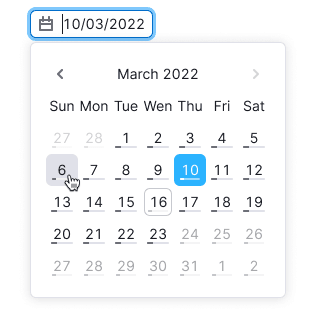 10/03/2022
March 2022
Sun Mon Tue Wen Thu Fri Sat
27 28 1 2 3 4 5
6 7 8 9 10 11 12
13 14 15 16 17 18 19
20 21 22 23 24 25 26
27 28 29 30 31 1 2